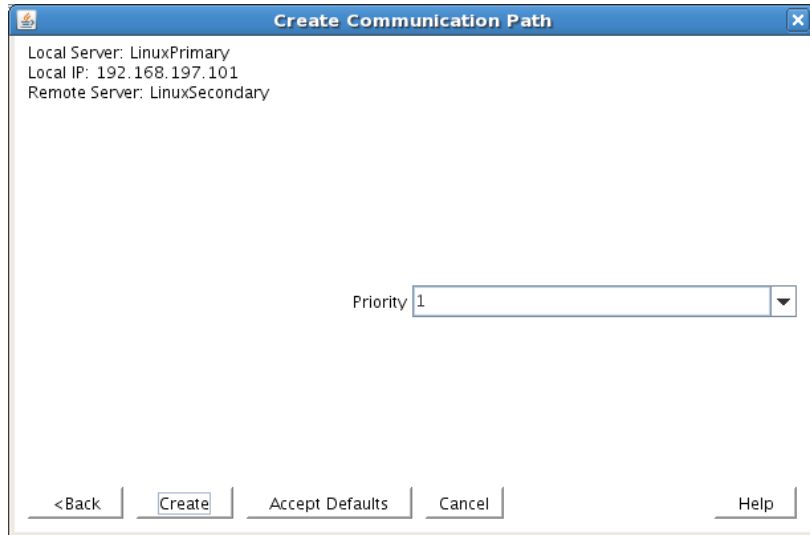 Create Communication Path
Local Server: LinuxPrimary
Local IP: 192.168.197.101
Remote Server: LinuxSecondary
Priority 1
<Back Create Accept Defaults Cancel Help